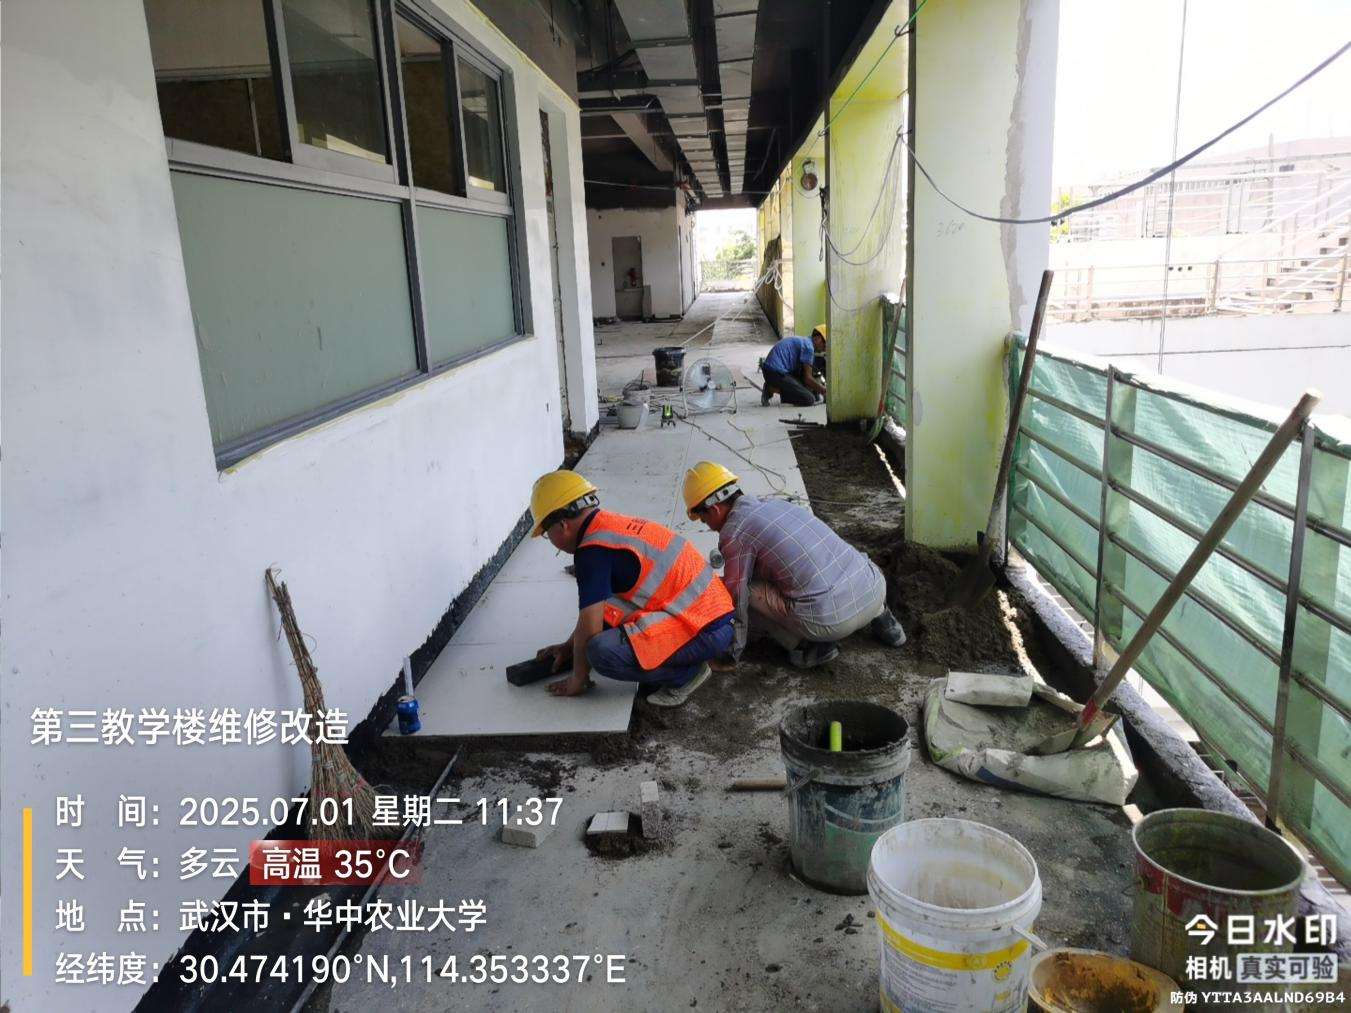 3600
第三教学楼维修改造
时 间：2025.07.01 星期二 11:37
天 气：多云 高温 35°C
地 点：武汉市·华中农业大学
经纬度：30.474190°N,114.353337°E
今日水印
相机 真实可验
防伪 YTTA3AALND69B4